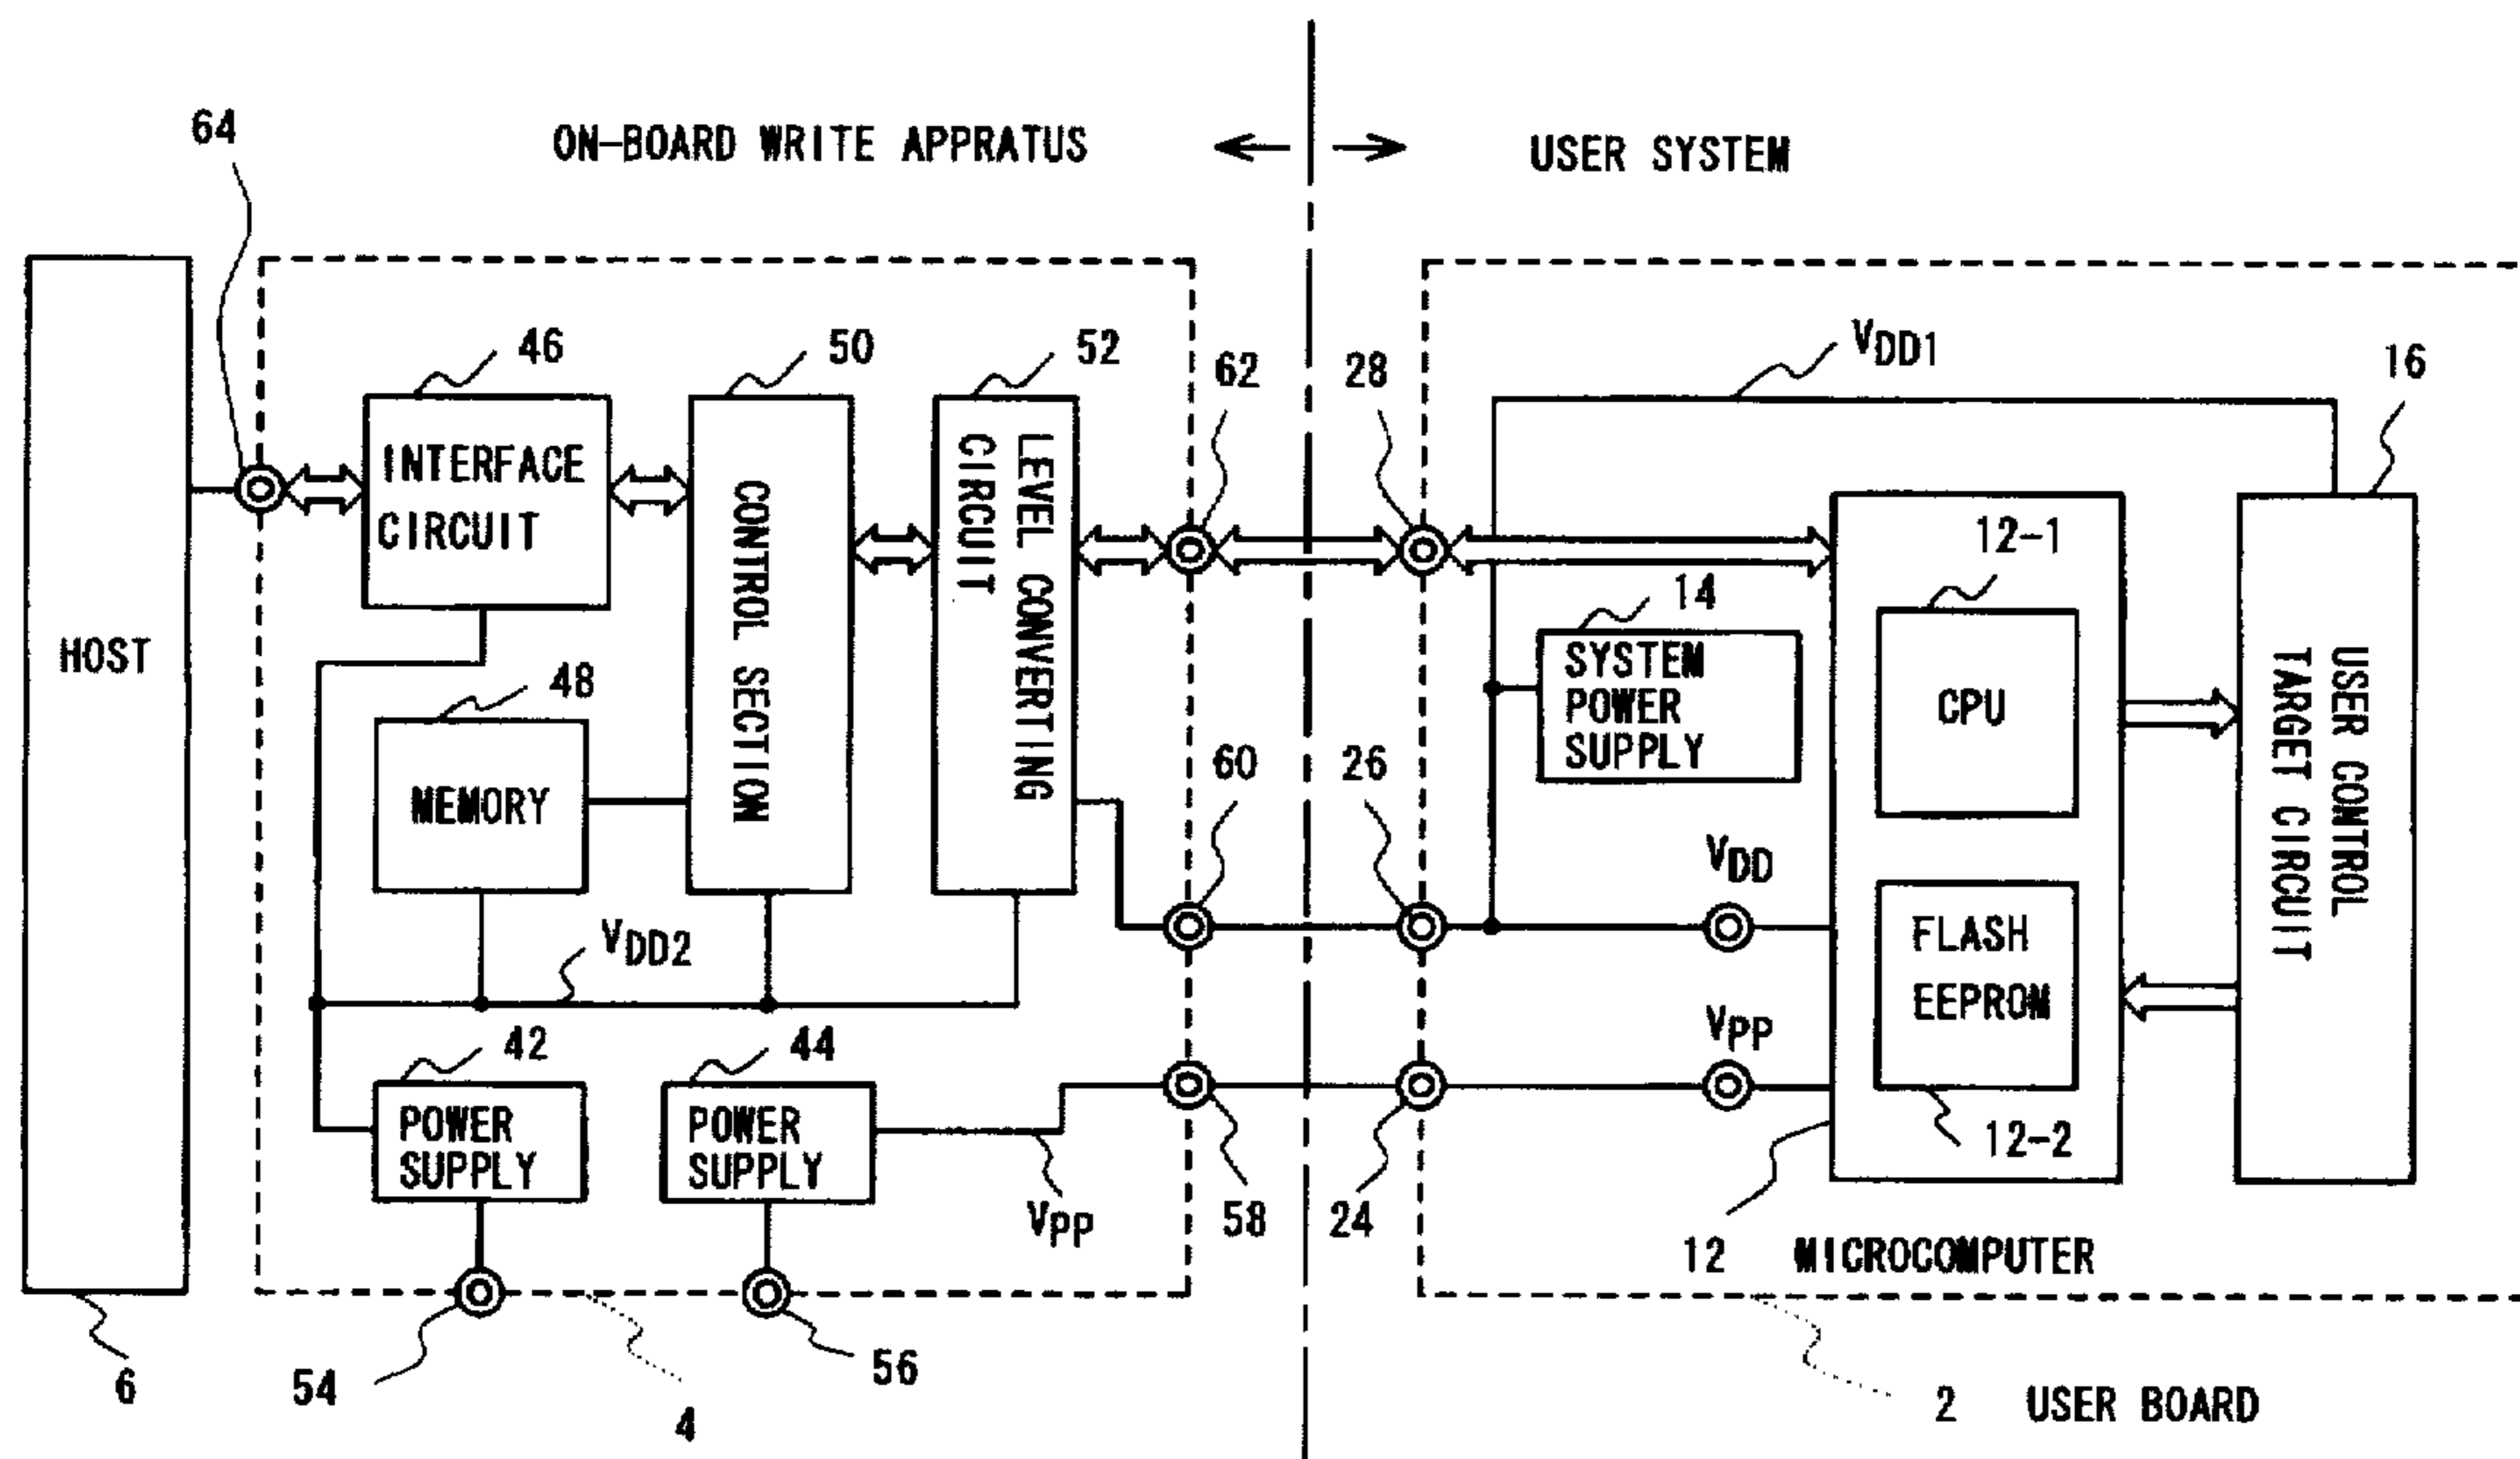 64
ON-BOARD WRITE APPRATUS
USER SYSTEM
46
50
52
62
28
VDD1
16
INTERFACE
CIRCUIT
CONTROL SECTION
LEVEL CONVERTING
CIRCUIT
12-1
14
HOST
48
SYSTEM
POWER
SUPPLY
CPU
USER CONTROL
TARGET CIRCUIT
MEMORY
60
26
VDD
VDD2
FLASH
EEPROM
VPP
42
44
POWER
SUPPLY
POWER
SUPPLY
12-2
VPP
58
24
12 MICROCOMPUTER
6
54
4
56
2 USER BOARD